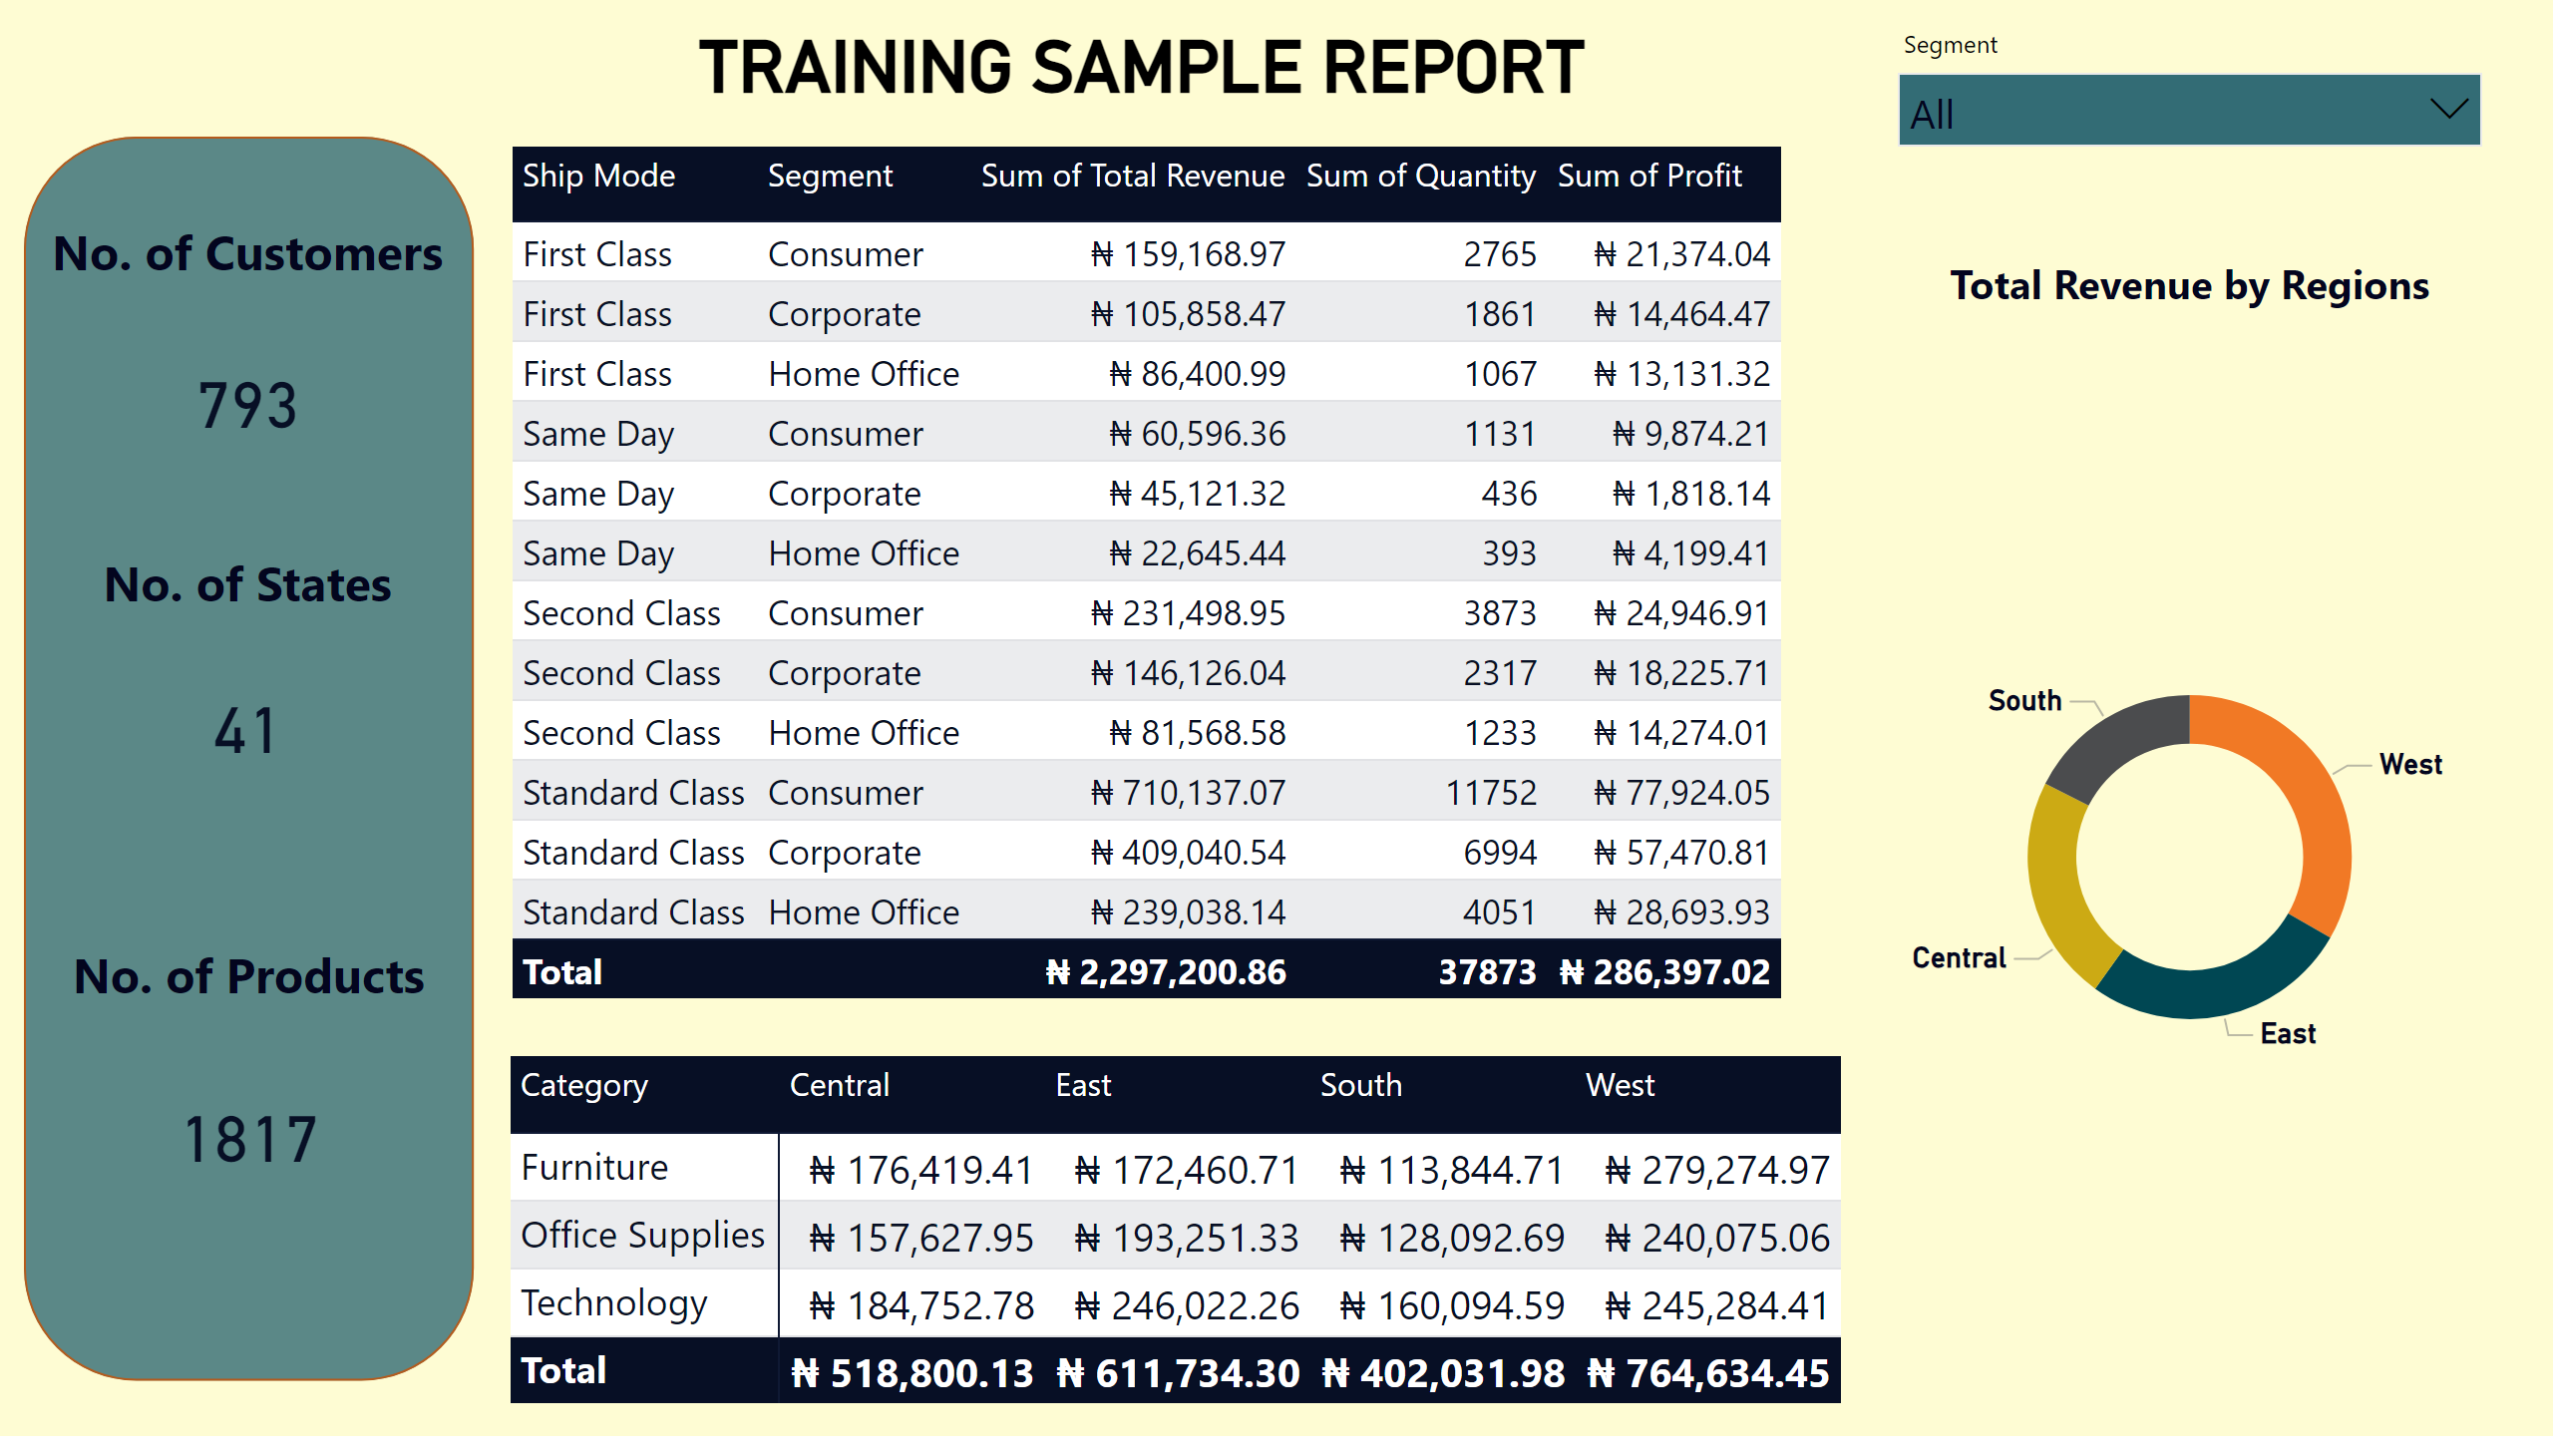 TRAINING SAMPLE REPORT
Segment
All
No. of Customers
793
No. of States
41
No. of Products
1817
Ship Mode Segment Sum of Total Revenue Sum of Quantity Sum of Profit
First Class Consumer ₦ 159,168.97 2765 ₦ 21,374.04
First Class Corporate ₦ 105,858.47 1861 ₦ 14,464.47
First Class Home Office ₦ 86,400.99 1067 ₦ 13,131.32
Same Day Consumer ₦ 60,596.36 1131 ₦ 9,874.21
Same Day Corporate ₦ 45,121.32 436 ₦ 1,818.14
Same Day Home Office ₦ 22,645.44 393 ₦ 4,199.41
Second Class Consumer ₦ 231,498.95 3873 ₦ 24,946.91
Second Class Corporate ₦ 146,126.04 2317 ₦ 18,225.71
Second Class Home Office ₦ 81,568.58 1233 ₦ 14,274.01
Standard Class Consumer ₦ 710,137.07 11752 ₦ 77,924.05
Standard Class Corporate ₦ 409,040.54 6994 ₦ 57,470.81
Standard Class Home Office ₦ 239,038.14 4051 ₦ 28,693.93
Total ₦ 2,297,200.86 37873 ₦ 286,397.02
Category Central East South West
Furniture ₦ 176,419.41 ₦ 172,460.71 ₦ 113,844.71 ₦ 279,274.97
Office Supplies ₦ 157,627.95 ₦ 193,251.33 ₦ 128,092.69 ₦ 240,075.06
Technology ₦ 184,752.78 ₦ 246,022.26 ₦ 160,094.59 ₦ 245,284.41
Total ₦ 518,800.13 ₦ 611,734.30 ₦ 402,031.98 ₦ 764,634.45
Total Revenue by Regions
South
West
Central
East